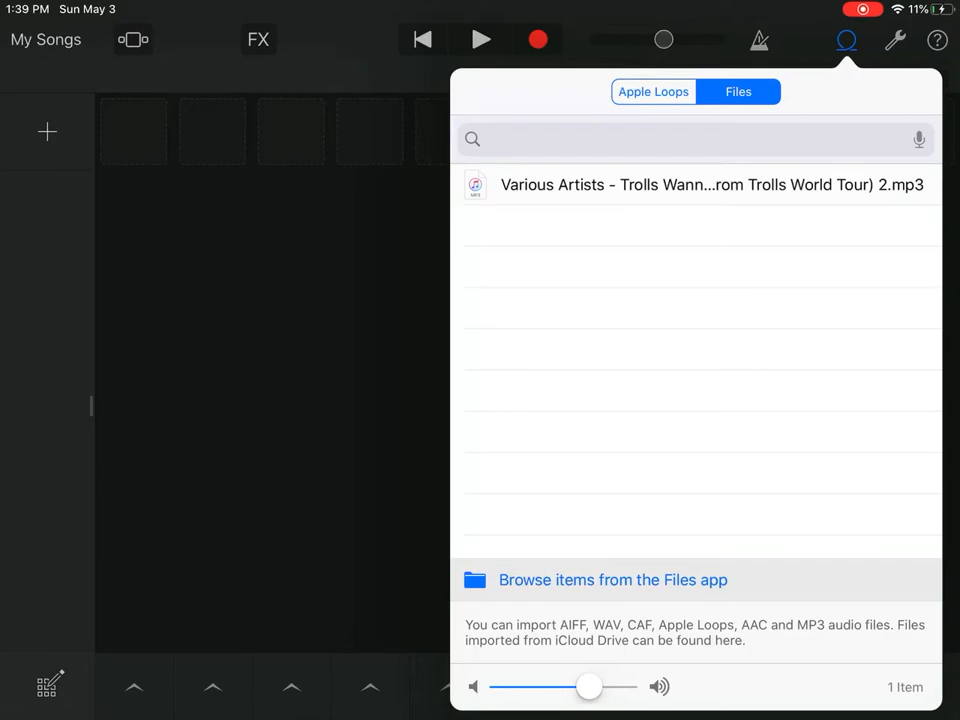 1:39 PM Sun May 3
11%
My Songs
FX
Apple Loops
Files
MP3
Various Artists - Trolls Wann...rom Trolls World Tour) 2.mp3
Browse items from the Files app
You can import AIFF, WAV, CAF, Apple Loops, AAC and MP3 audio files. Files
imported from iCloud Drive can be found here.
1 Item